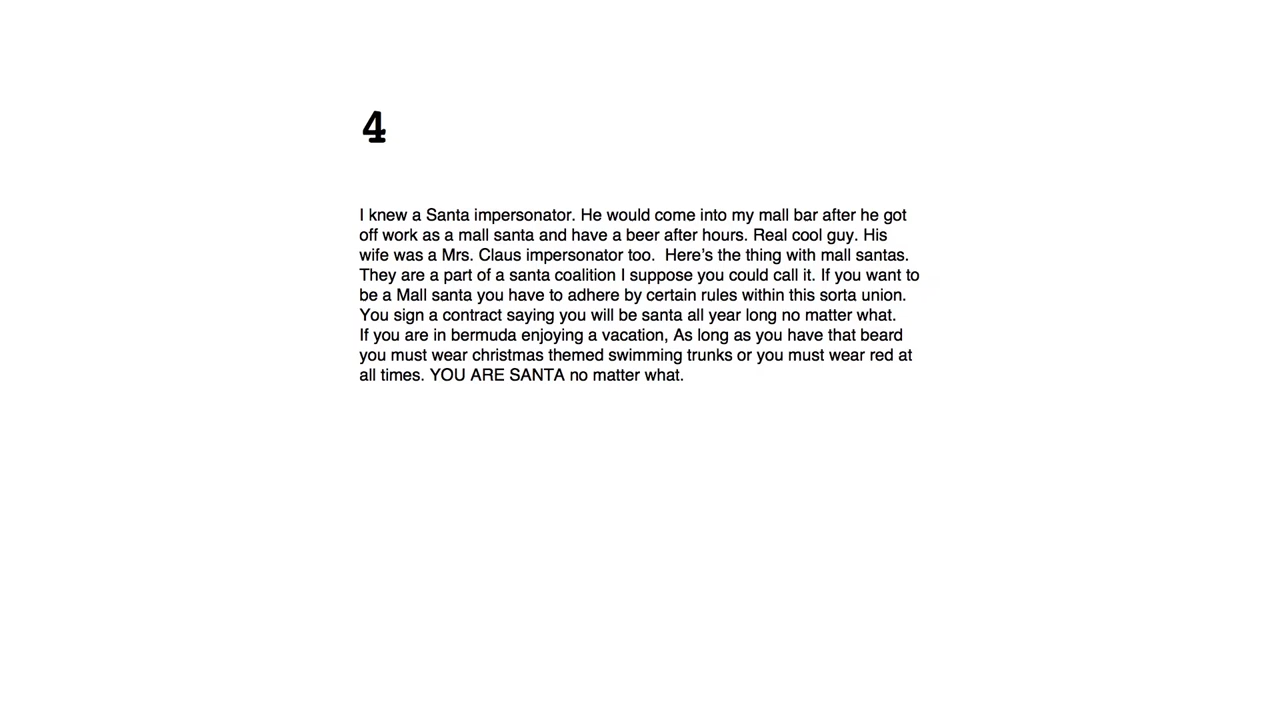 4
I knew a Santa impersonator. He would come into my mall bar after he got
off work as a mall santa and have a beer after hours. Real cool guy. His
wife was a Mrs. Claus impersonator too.  Here’s the thing with mall santas.
They are a part of a santa coalition I suppose you could call it. If you want to
be a Mall santa you have to adhere by certain rules within this sorta union.
You sign a contract saying you will be santa all year long no matter what.
If you are in bermuda enjoying a vacation, As long as you have that beard
you must wear christmas themed swimming trunks or you must wear red at
all times. YOU ARE SANTA no matter what.